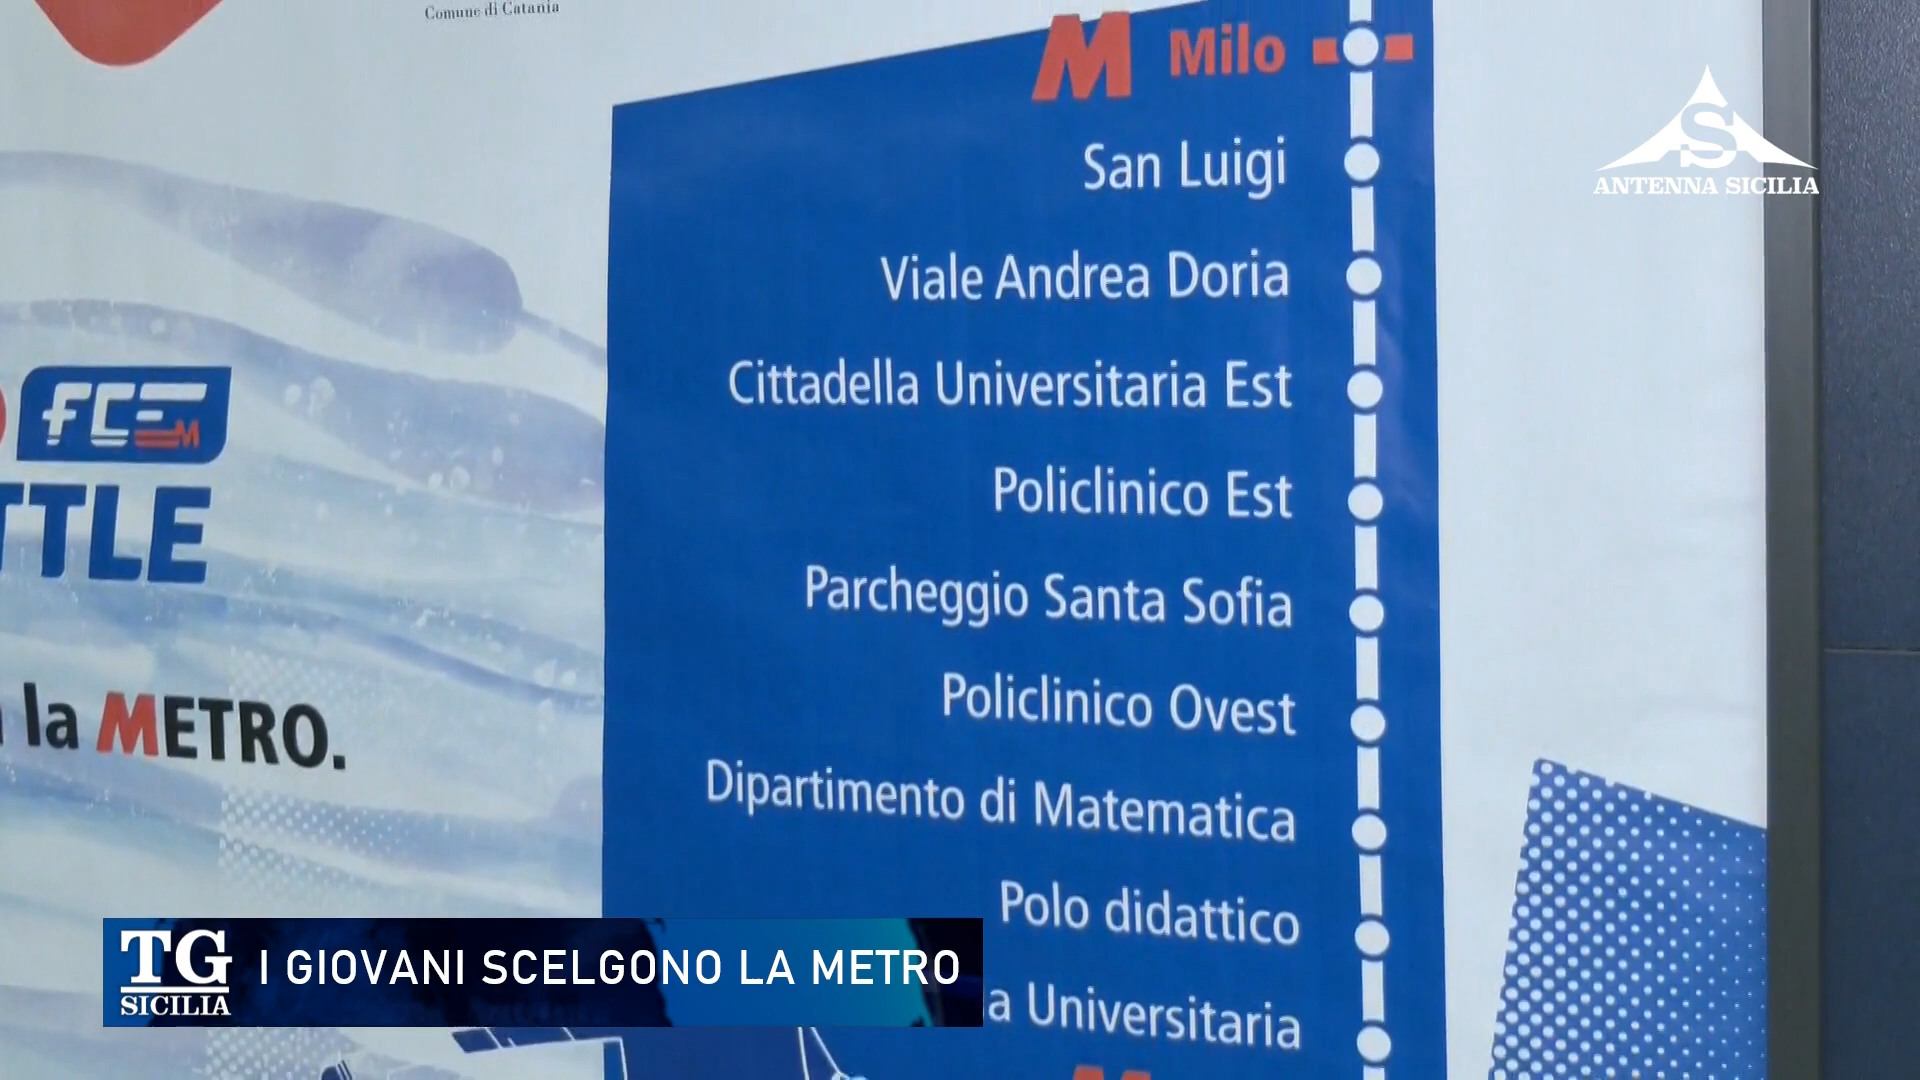 Comune di Catania
M Milo
S
ANTENNA SICILIA
San Luigi
Viale Andrea Doria
Cittadella Universitaria Est
FCE M
Policlinico Est
TTLE
Parcheggio Santa Sofia
la METRO.
Policlinico Ovest
Dipartimento di Matematica
Polo didattico
a Universitaria
TG
SICILIA
I GIOVANI SCELGONO LA METRO